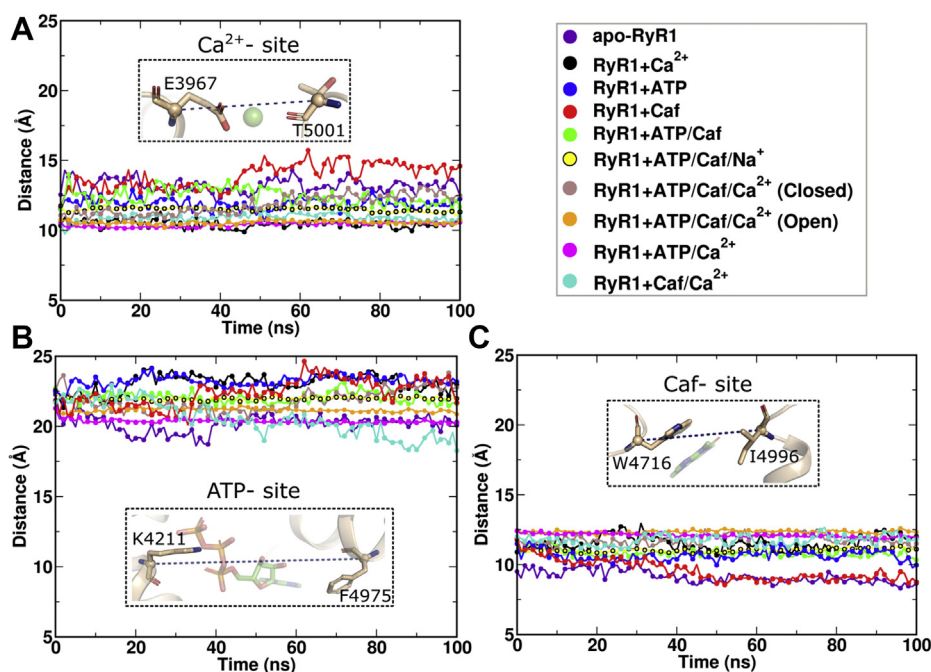 A
Ca2+- site
E3967
T5001
Distance (Å)
25
20
15
10
5
0
20
40
60
80
100
Time (ns)
apo-RyR1
RyR1+Ca2+
RyR1+ATP
RyR1+Caf
RyR1+ATP/Caf
RyR1+ATP/Caf/Na+
RyR1+ATP/Caf/Ca2+ (Closed)
RyR1+ATP/Caf/Ca2+ (Open)
RyR1+ATP/Ca2+
RyR1+Caf/Ca2+
B
Distance (Å)
25
20
15
10
5
0
20
40
60
80
100
Time (ns)
ATP- site
K4211
F4975
C
Caf- site
W4716
I4996
Distance (Å)
25
20
15
10
5
0
20
40
60
80
100
Time (ns)